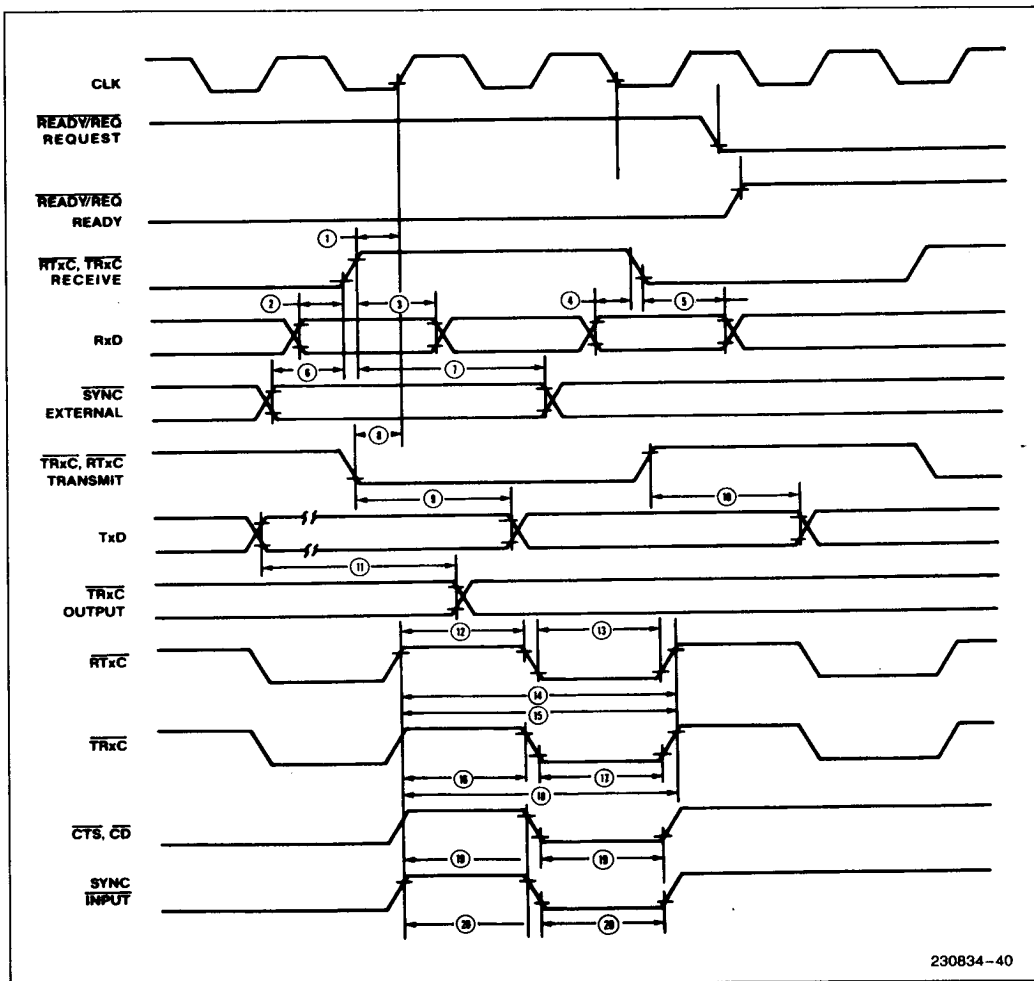 CLK
READY/REQ
REQUEST
READY/REQ
READY
①
RTxC, TRxC
RECEIVE
② ③ ④ ⑤
RxD
⑥ ⑦
SYNC
EXTERNAL
⑧
TRxC, RTxC
TRANSMIT
⑨ ⑩
TxD
⑪
TRxC
OUTPUT
⑫ ⑬
RTxC
⑭
⑮
TRxC
⑯ ⑰
⑱
CTS, CD
⑲ ⑲
SYNC
INPUT
⑳ ⑳
230834-40